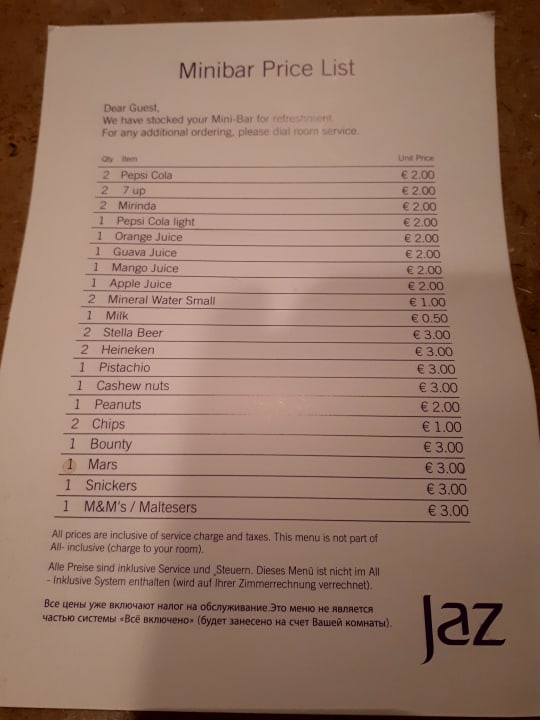 Minibar Price List
Dear Guest,
We have stocked your Mini-Bar for refreshment.
For any additional ordering, please dial room service.
Qty Item Unit Price
2 Pepsi Cola € 2.00
2 7 up € 2.00
2 Mirinda € 2.00
1 Pepsi Cola light € 2.00
1 Orange Juice € 2.00
1 Guava Juice € 2.00
1 Mango Juice € 2.00
1 Apple Juice € 2.00
2 Mineral Water Small € 1.00
1 Milk € 0.50
2 Stella Beer € 3.00
2 Heineken € 3.00
1 Pistachio € 3.00
1 Cashew nuts € 3.00
1 Peanuts € 2.00
2 Chips € 1.00
1 Bounty € 3.00
1 Mars € 3.00
1 Snickers € 3.00
1 M&M's / Maltesers € 3.00
All prices are inclusive of service charge and taxes. This menu is not part of
All- inclusive (charge to your room).
Alle Preise sind inklusive Service und Steuern. Dieses Menü ist nicht im All
- Inklusive System enthalten (wird auf Ihrer Zimmerrechnung verrechnet).
Все цены уже включают налог на обслуживание.Это меню не является
частью системы «Всё включено» (будет занесено на счет Вашей комнаты).
Jaz